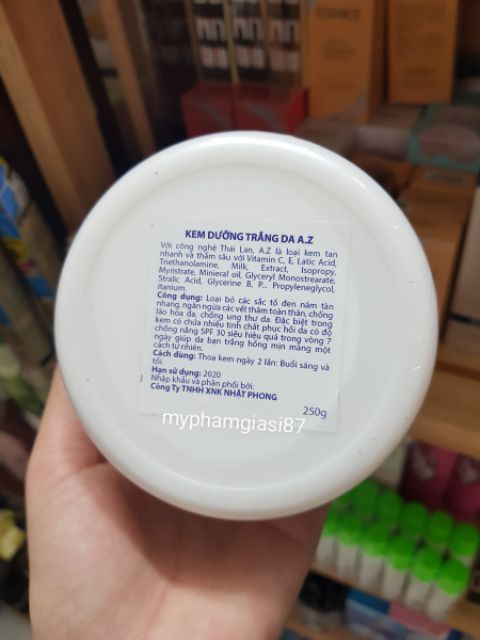 KEM DƯỠNG TRẮNG DA A.Z
Với công nghệ Thái Lan, A.Z là loại kem tan
nhanh và thẩm sâu với Vitamin C, E, Latic Acid,
Triethanolamine, Milk, Extract, Isopropy,
Myristrate, Mineral oil, Glyceryl Monostrearate,
Stralic Acid, Glycerine B, P... Propyleneglycol,
itanium.
Công dụng: Loại bỏ các sắc tố đen nám tàn
nhang, ngăn ngừa các vết thâm toàn thân, chống
lão hóa da, chống ung thư da. Đặc biệt trong
kem có chứa nhiều tinh chất phục hồi da có độ
chống nắng SPF 30 siêu hiệu quả trong vòng 7
ngày giúp da bạn trắng hồng mịn màng một
cách tự nhiên.
Cách dùng: Thoa kem ngày 2 lần: Buổi sáng và
tối.
Hạn sử dụng: 2020
Nhập khẩu và phân phối bởi:
Công Ty TNHH XNK NHẬT PHONG
250g
myphamgiasi87